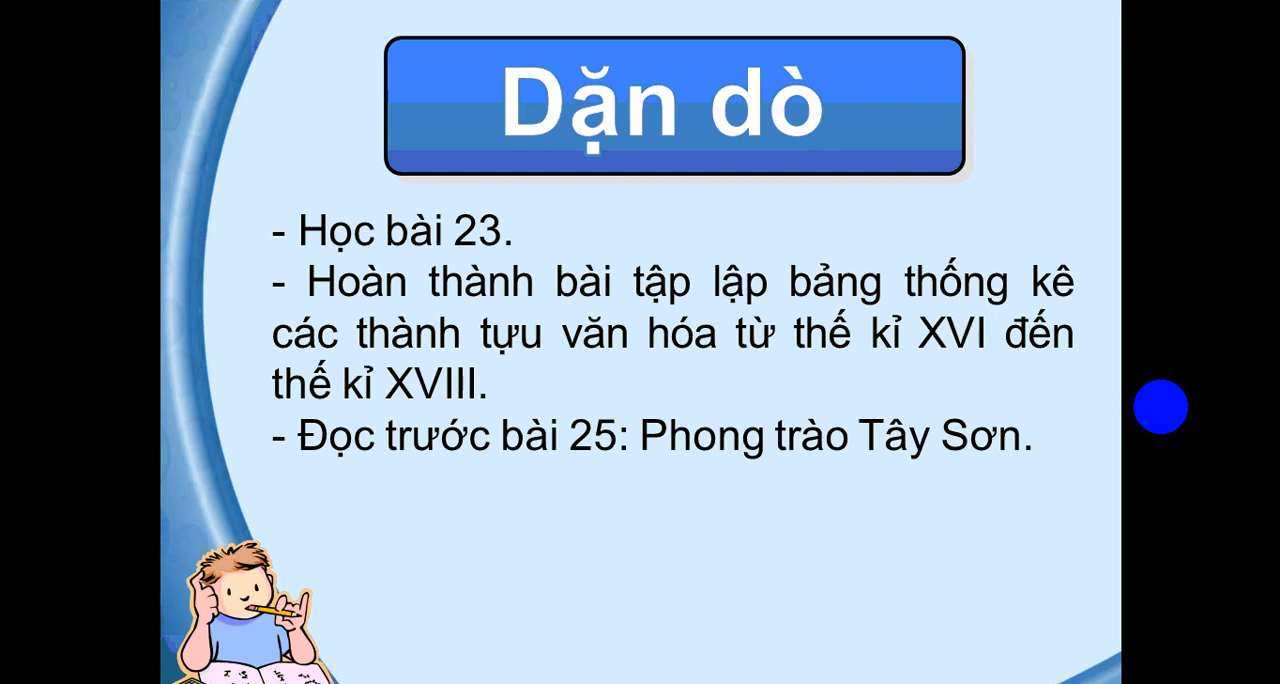 Dặn dò
- Học bài 23.
- Hoàn thành bài tập lập bảng thống kê
các thành tựu văn hóa từ thế kỉ XVI đến
thế kỉ XVIII.
- Đọc trước bài 25: Phong trào Tây Sơn.